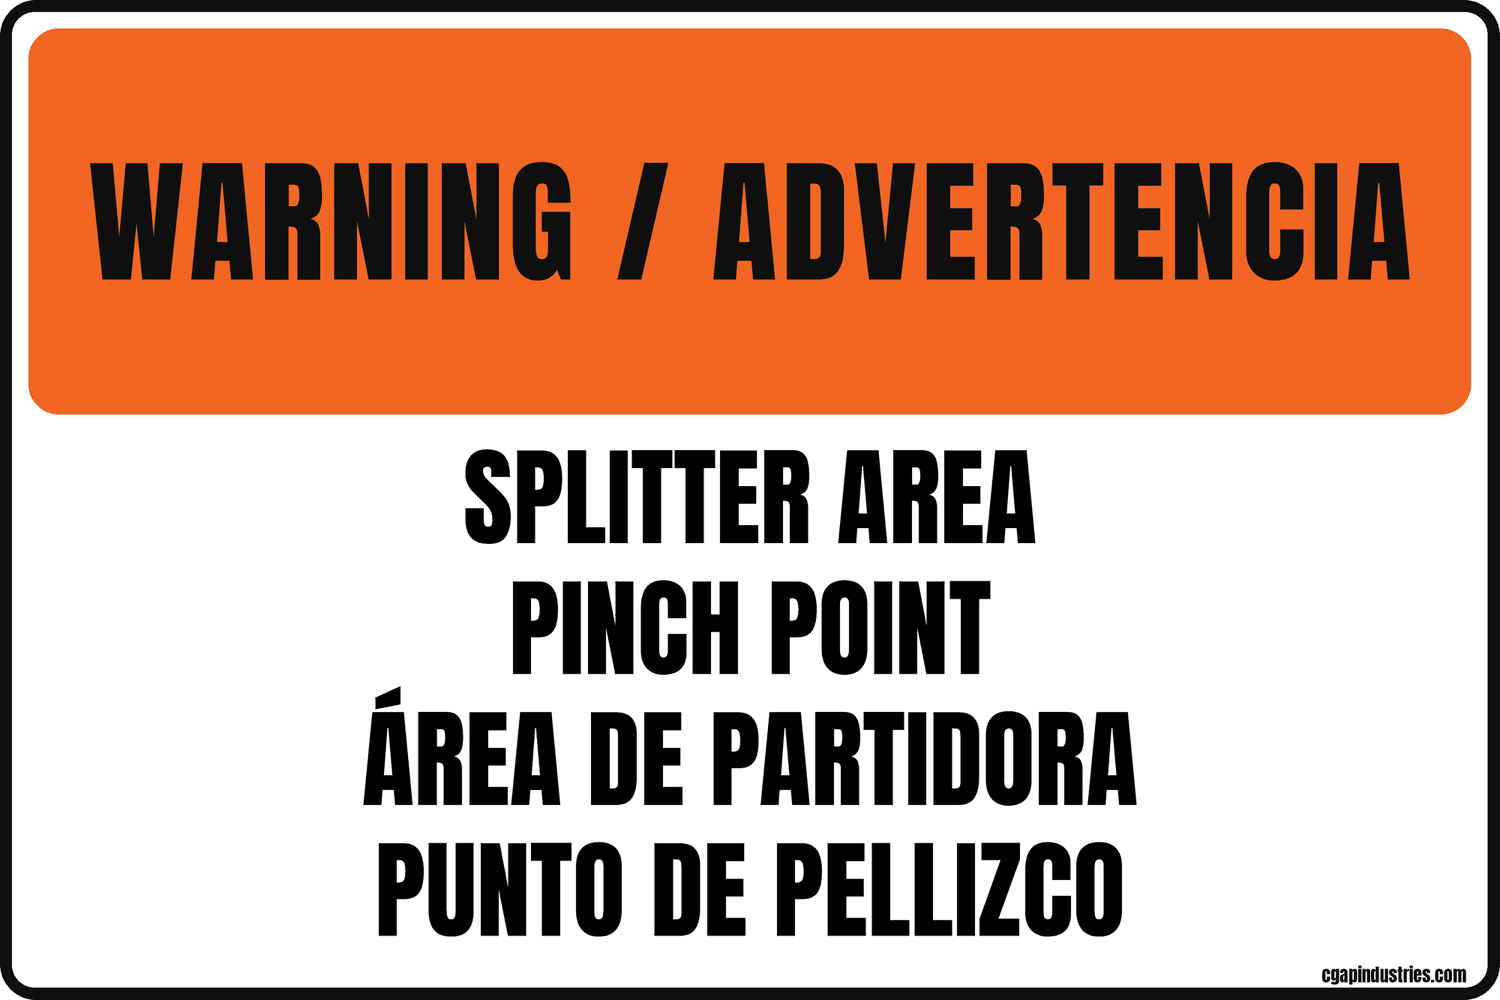 WARNING / ADVERTENCIA
SPLITTER AREA
PINCH POINT
ÁREA DE PARTIDORA
PUNTO DE PELLIZCO
cgapindustries.com